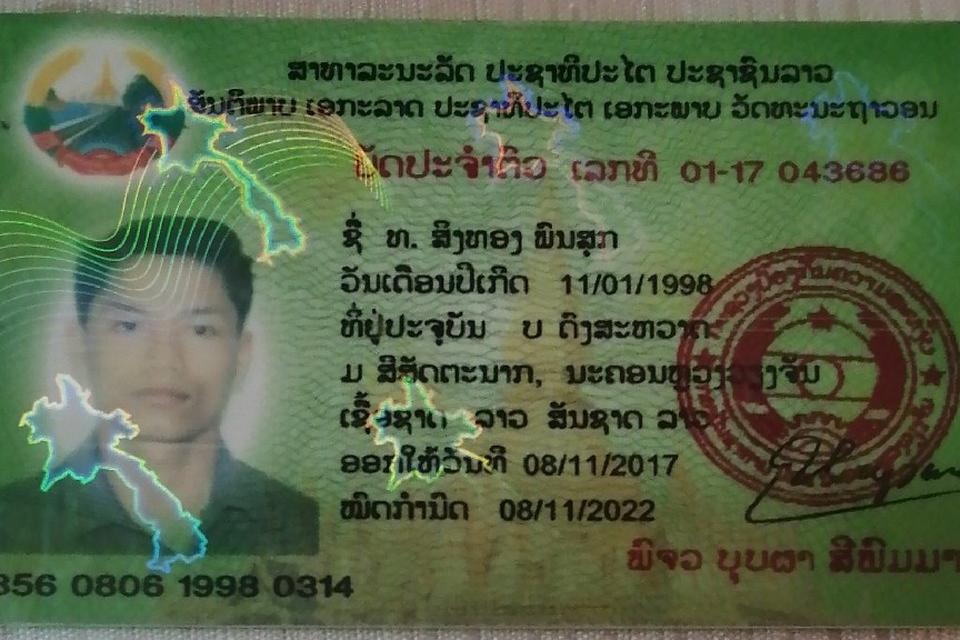 ສາທາລະນະລັດ ປະຊາທິປະໄຕ ປະຊາຊົນລາວ
ສັນຕິພາບ ເອກະລາດ ປະຊາທິປະໄຕ ເອກະພາບ ວັດທະນະຖາວອນ
ບັດປະຈຳຕົວ ເລກທີ 01-17 043686
ຊື່ ທ. ສິງທອງ ພົນສຸກ
ວັນເດືອນປີເກີດ 11/01/1998
ທີ່ຢູ່ປະຈຸບັນ ບ ດົງສະຫວາດ
ມ ສີສັດຕະນາກ, ນະຄອນຫຼວງວຽງຈັນ
ເຊື້ອຊາດ ລາວ ສັນຊາດ ລາວ
ອອກໃຫ້ວັນທີ 08/11/2017
ໝົດກຳນົດ 08/11/2022
ພົຈວ ບຸບຜາ ສີພົມມາ
856 0806 1998 0314